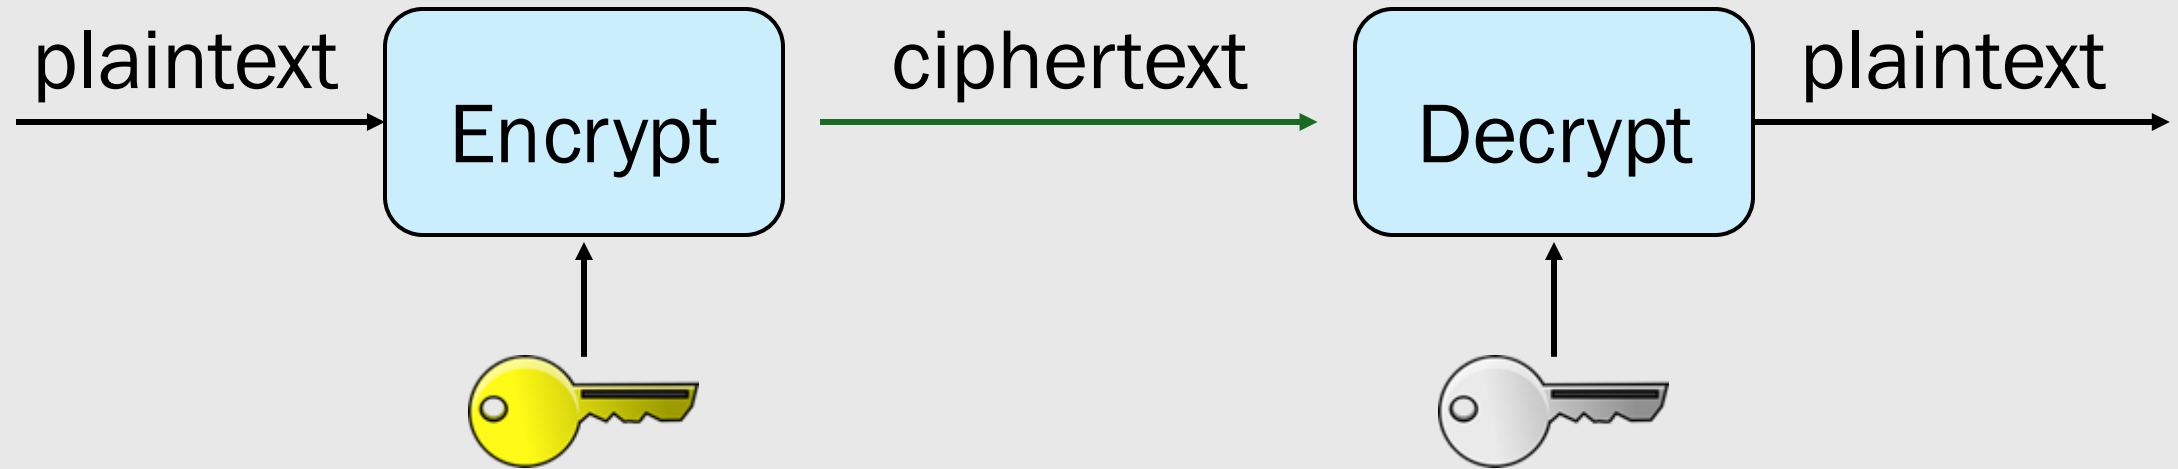 plaintext
Encrypt
ciphertext
Decrypt
plaintext